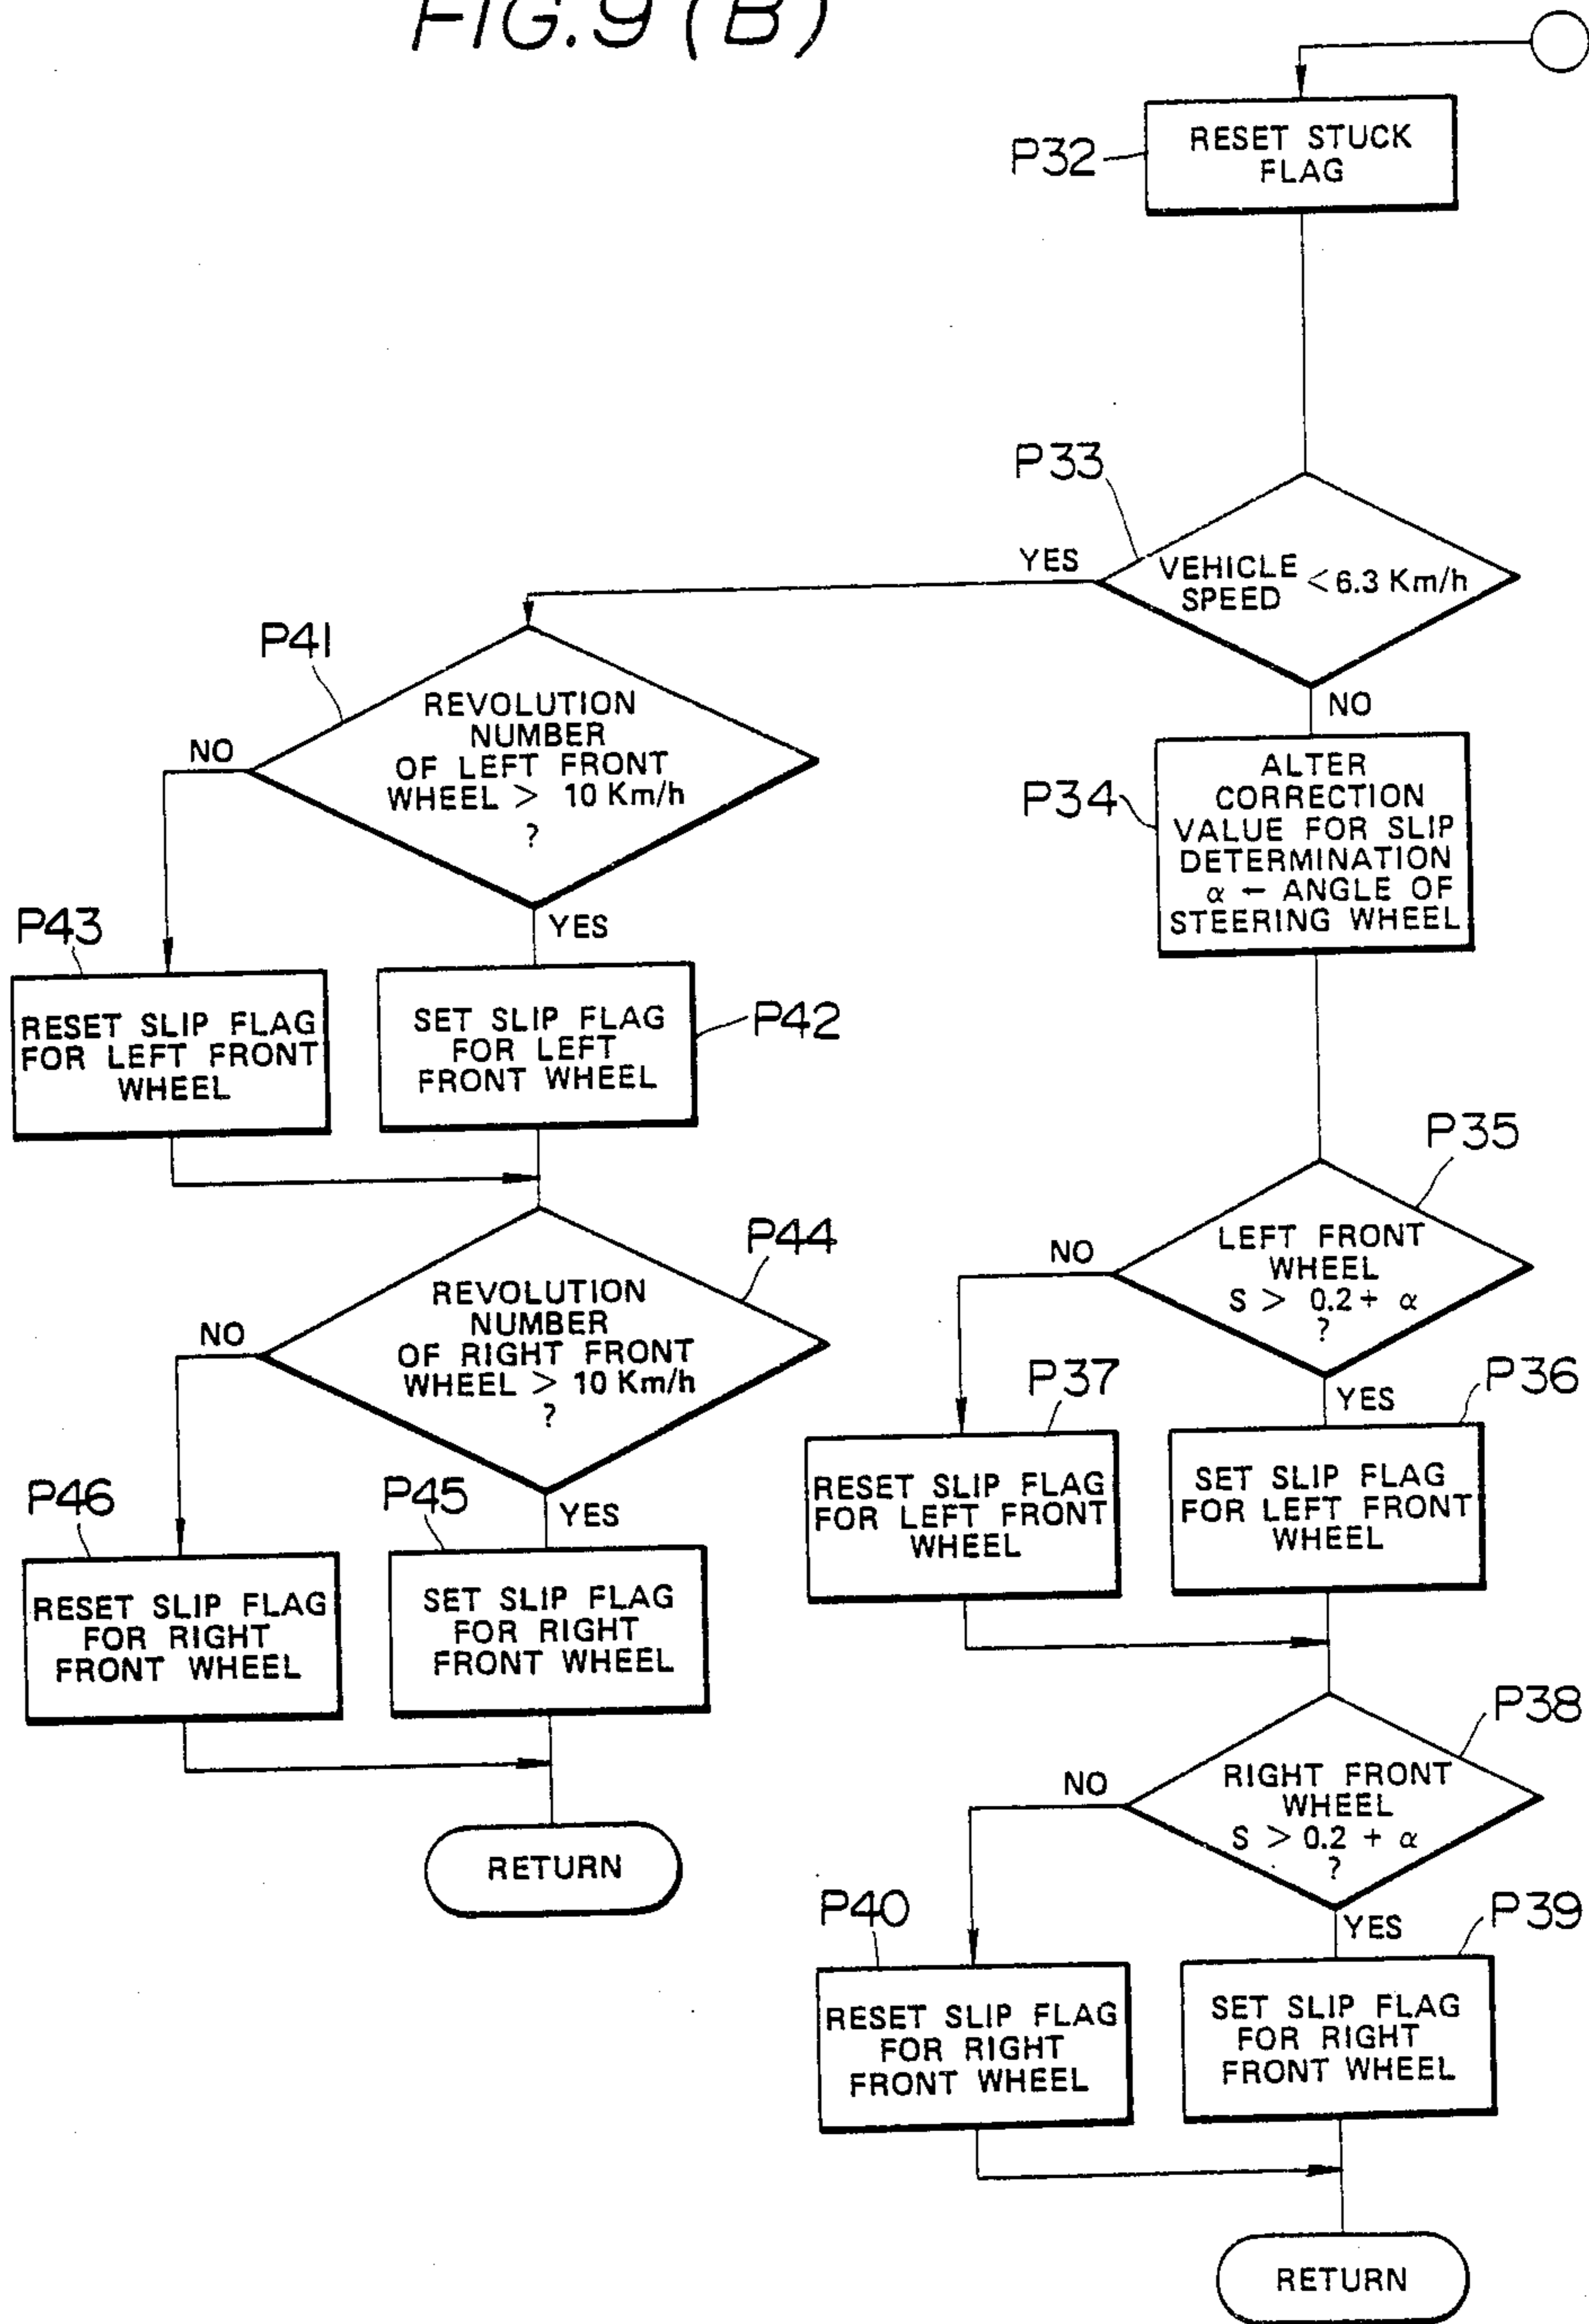 FIG. 9 (B)
P32
RESET STUCK
FLAG
P33
VEHICLE
SPEED < 6.3 Km/h
YES
NO
P41
REVOLUTION
NUMBER
OF LEFT FRONT
WHEEL > 10 Km/h
?
NO
YES
P34
ALTER
CORRECTION
VALUE FOR SLIP
DETERMINATION
α ← ANGLE OF
STEERING WHEEL
P43
RESET SLIP FLAG
FOR LEFT FRONT
WHEEL
SET SLIP FLAG
FOR LEFT
FRONT WHEEL
P42
P44
REVOLUTION
NUMBER
OF RIGHT FRONT
WHEEL > 10 Km/h
?
NO
YES
P46
RESET SLIP FLAG
FOR RIGHT
FRONT WHEEL
P45
SET SLIP FLAG
FOR RIGHT
FRONT WHEEL
RETURN
P35
LEFT FRONT
WHEEL
S > 0.2 + α
?
NO
YES
P37
RESET SLIP FLAG
FOR LEFT FRONT
WHEEL
P36
SET SLIP FLAG
FOR LEFT FRONT
WHEEL
P38
RIGHT FRONT
WHEEL
S > 0.2 + α
?
NO
YES
P40
RESET SLIP FLAG
FOR RIGHT
FRONT WHEEL
P39
SET SLIP FLAG
FOR RIGHT
FRONT WHEEL
RETURN